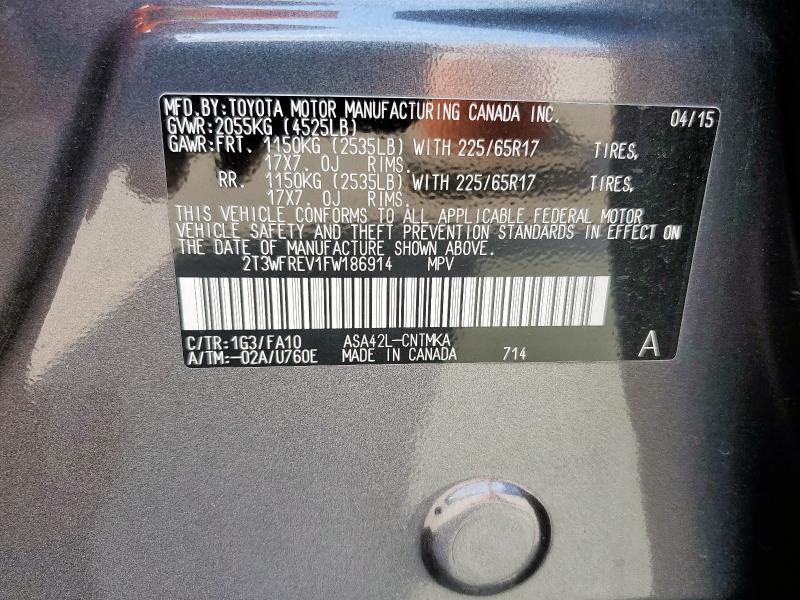 MFD.BY:TOYOTA MOTOR MANUFACTURING CANADA INC. 04/15
GVWR:2055KG (4525LB)
GAWR:FRT. 1150KG (2535LB) WITH 225/65R17 TIRES,
17X7.0J RIMS.
RR. 1150KG (2535LB) WITH 225/65R17 TIRES,
17X7.0J RIMS.
THIS VEHICLE CONFORMS TO ALL APPLICABLE FEDERAL MOTOR
VEHICLE SAFETY AND THEFT PREVENTION STANDARDS IN EFFECT ON
THE DATE OF MANUFACTURE SHOWN ABOVE.
2T3WFREV1FW186914 MPV
C/TR:1G3/FA10 ASA42L-CNTMKA
A/TM:-02A/U760E MADE IN CANADA 714 A